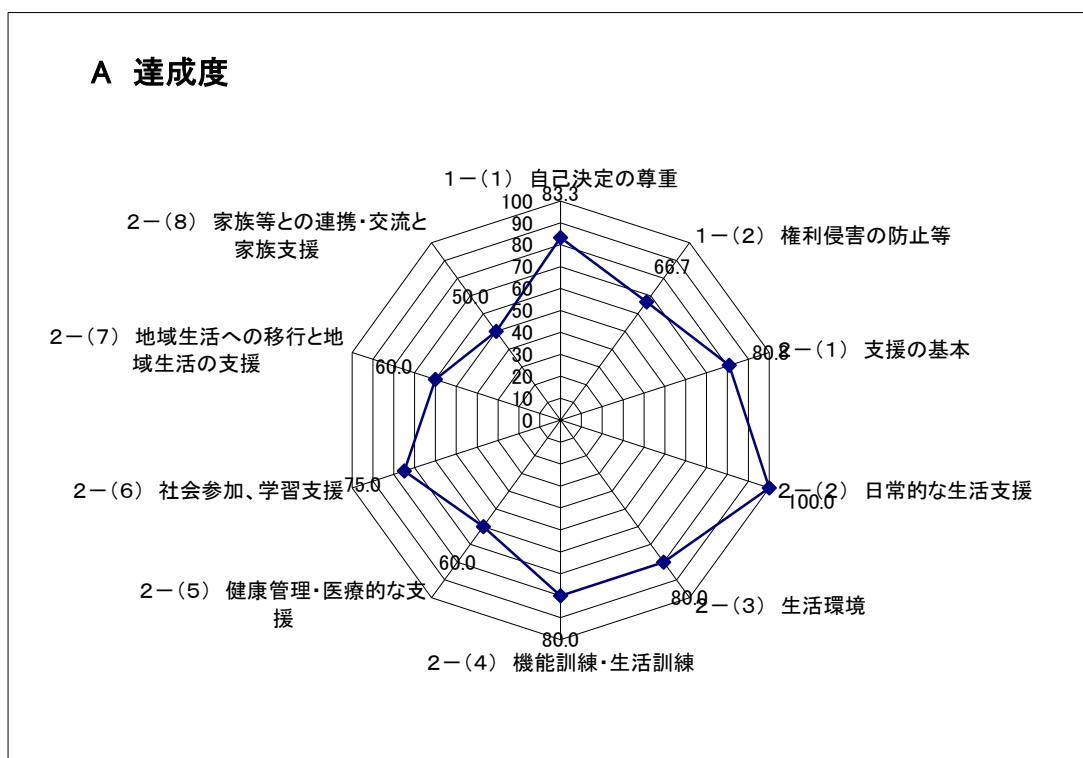 A 達成度
1－(1) 自己決定の尊重
83.3
1－(2) 権利侵害の防止等
66.7
2－(1) 支援の基本
80.8
2－(2) 日常的な生活支援
100.0
2－(3) 生活環境
80.0
2－(4) 機能訓練・生活訓練
80.0
2－(5) 健康管理・医療的な支
援
60.0
2－(6) 社会参加、学習支援
75.0
2－(7) 地域生活への移行と地
域生活の支援
60.0
2－(8) 家族等との連携・交流と
家族支援
50.0
100
90
80
70
60
50
40
30
20
10
0